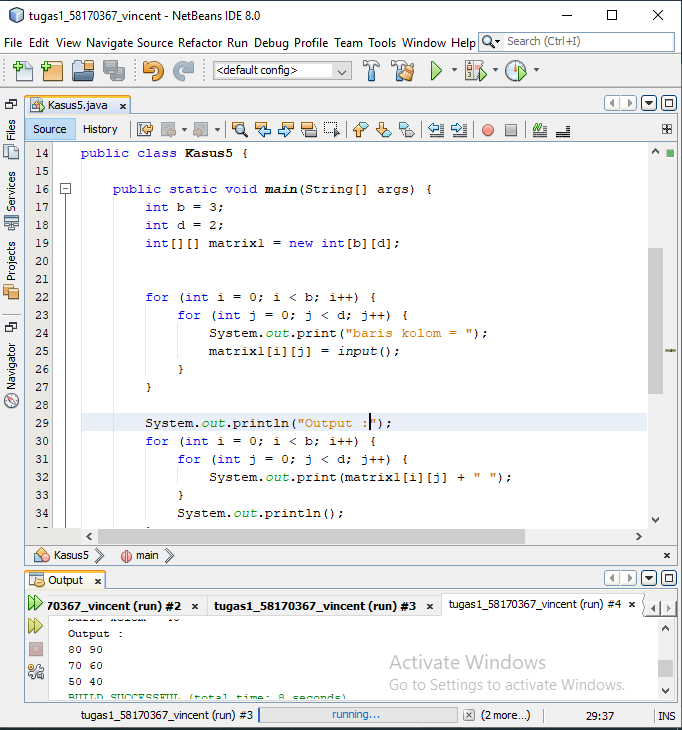 tugas1_58170367_vincent - NetBeans IDE 8.0
File Edit View Navigate Source Refactor Run Debug Profile Team Tools Window Help
Search (Ctrl+I)
<default config>
Files
Services
Projects
Navigator
Kasus5.java
Source History
14 public class Kasus5 {
15
16 public static void main(String[] args) {
17 int b = 3;
18 int d = 2;
19 int[][] matrix1 = new int[b][d];
20
21
22 for (int i = 0; i < b; i++) {
23 for (int j = 0; j < d; j++) {
24 System.out.print("baris kolom = ");
25 matrix1[i][j] = input();
26 }
27 }
28
29 System.out.println("Output :");
30 for (int i = 0; i < b; i++) {
31 for (int j = 0; j < d; j++) {
32 System.out.print(matrix1[i][j] + " ");
33 }
34 System.out.println();
Kasus5 main
Output
70367_vincent (run) #2 tugas1_58170367_vincent (run) #3 tugas1_58170367_vincent (run) #4
Output :
80 90
70 60
50 40
BUILD SUCCESSFUL (total time: 8 seconds)
Activate Windows
Go to Settings to activate Windows.
tugas1_58170367_vincent (run) #3 running... (2 more...) 29:37 INS